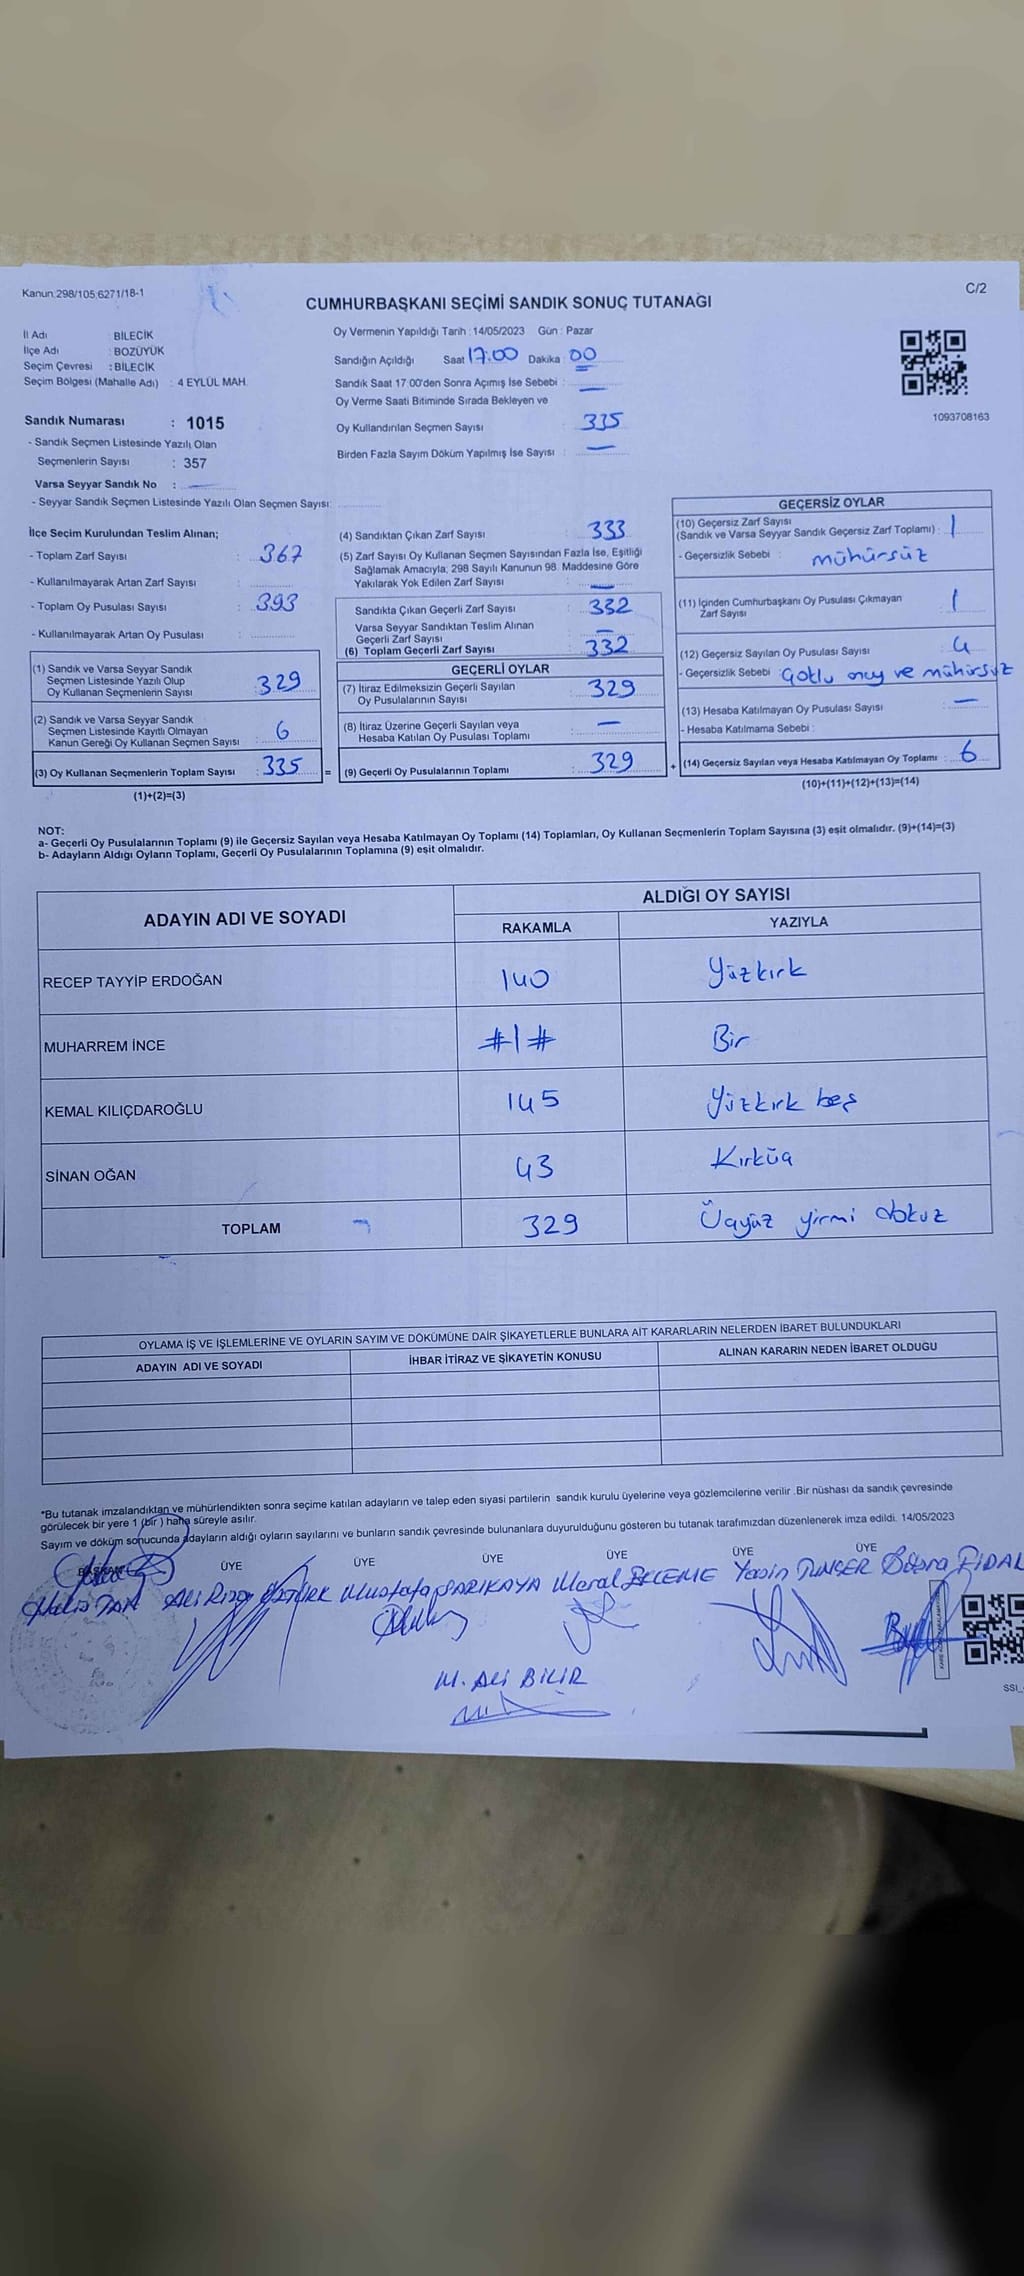 Kanun:298/105;6271/18-1
C/2
CUMHURBAŞKANI SEÇİMİ SANDIK SONUÇ TUTANAĞI
İl Adı : BİLECİK
İlçe Adı : BOZÜYÜK
Seçim Çevresi : BİLECİK
Seçim Bölgesi (Mahalle Adı) : 4 EYLÜL MAH.
Sandık Numarası : 1015
- Sandık Seçmen Listesinde Yazılı Olan
Seçmenlerin Sayısı : 357
Varsa Seyyar Sandık No : —
- Seyyar Sandık Seçmen Listesinde Yazılı Olan Seçmen Sayısı:
Oy Vermenin Yapıldığı Tarih : 14/05/2023 Gün : Pazar
Sandığın Açıldığı Saat 17:00 Dakika : 00
Sandık Saat 17:00'den Sonra Açımış İse Sebebi : —
Oy Verme Saati Bitiminde Sırada Bekleyen ve
Oy Kullandırılan Seçmen Sayısı : 335
Birden Fazla Sayım Döküm Yapılmış İse Sayısı : —
1093708163
İlçe Seçim Kurulundan Teslim Alınan;
- Toplam Zarf Sayısı : 367
- Kullanılmayarak Artan Zarf Sayısı :
- Toplam Oy Pusulası Sayısı : 393
- Kullanılmayarak Artan Oy Pusulası :
(1) Sandık ve Varsa Seyyar Sandık
Seçmen Listesinde Yazılı Olup
Oy Kullanan Seçmenlerin Sayısı : 329
(2) Sandık ve Varsa Seyyar Sandık
Seçmen Listesinde Kayıtlı Olmayan
Kanun Gereği Oy Kullanan Seçmen Sayısı : 6
(3) Oy Kullanan Seçmenlerin Toplam Sayısı : 335 =
(1)+(2)=(3)
(4) Sandıktan Çıkan Zarf Sayısı : 333
(5) Zarf Sayısı Oy Kullanan Seçmen Sayısından Fazla İse, Eşitliği
Sağlamak Amacıyla; 298 Sayılı Kanunun 98. Maddesine Göre
Yakılarak Yok Edilen Zarf Sayısı : —
Sandıkta Çıkan Geçerli Zarf Sayısı : 332
Varsa Seyyar Sandıktan Teslim Alınan
Geçerli Zarf Sayısı : —
(6) Toplam Geçerli Zarf Sayısı : 332
GEÇERLİ OYLAR
(7) İtiraz Edilmeksizin Geçerli Sayılan
Oy Pusulalarının Sayısı : 329
(8) İtiraz Üzerine Geçerli Sayılan veya
Hesaba Katılan Oy Pusulası Toplamı : —
(9) Geçerli Oy Pusulalarının Toplamı : 329 +
GEÇERSİZ OYLAR
(10) Geçersiz Zarf Sayısı
(Sandık ve Varsa Seyyar Sandık Geçersiz Zarf Toplamı) : 1
- Geçersizlik Sebebi : mühürsüz
(11) İçinden Cumhurbaşkanı Oy Pusulası Çıkmayan
Zarf Sayısı : 1
(12) Geçersiz Sayılan Oy Pusulası Sayısı : 4
- Geçersizlik Sebebi : Çoklu oy ve mühürsüz
(13) Hesaba Katılmayan Oy Pusulası Sayısı : —
- Hesaba Katılmama Sebebi :
(14) Geçersiz Sayılan veya Hesaba Katılmayan Oy Toplamı : 6
(10)+(11)+(12)+(13)=(14)
NOT:
a- Geçerli Oy Pusulalarının Toplamı (9) ile Geçersiz Sayılan veya Hesaba Katılmayan Oy Toplamı (14) Toplamları, Oy Kullanan Seçmenlerin Toplam Sayısına (3) eşit olmalıdır. (9)+(14)=(3)
b- Adayların Aldığı Oyların Toplamı, Geçerli Oy Pusulalarının Toplamına (9) eşit olmalıdır.
ADAYIN ADI VE SOYADI
ALDIĞI OY SAYISI
RAKAMLA YAZIYLA
RECEP TAYYİP ERDOĞAN 140 Yüzkırk
MUHARREM İNCE #1# Bir
KEMAL KILIÇDAROĞLU 145 Yüzkırk beş
SİNAN OĞAN 43 Kırküç
TOPLAM 329 Üçyüz yirmi dokuz
OYLAMA İŞ VE İŞLEMLERİNE VE OYLARIN SAYIM VE DÖKÜMÜNE DAİR ŞİKAYETLERLE BUNLARA AİT KARARLARIN NELERDEN İBARET BULUNDUKLARI
ADAYIN ADI VE SOYADI İHBAR İTİRAZ VE ŞİKAYETİN KONUSU ALINAN KARARIN NEDEN İBARET OLDUĞU
*Bu tutanak imzalandıktan ve mühürlendikten sonra seçime katılan adayların ve talep eden siyasi partilerin sandık kurulu üyelerine veya gözlemcilerine verilir .Bir nüshası da sandık çevresinde
görülecek bir yere 1 (bir ) hafta süreyle asılır.
Sayım ve döküm sonucunda adayların aldığı oyların sayılarını ve bunların sandık çevresinde bulunanlara duyurulduğunu gösteren bu tutanak tarafımızdan düzenlenerek imza edildi. 14/05/2023
BAŞKAN ÜYE ÜYE ÜYE ÜYE ÜYE ÜYE
Ali Rıza ÖZTÜRK Mustafa SARIKAYA Meral Yasin TUNSER Büşra FİDAN
M. Ali BİLİR
SSI_